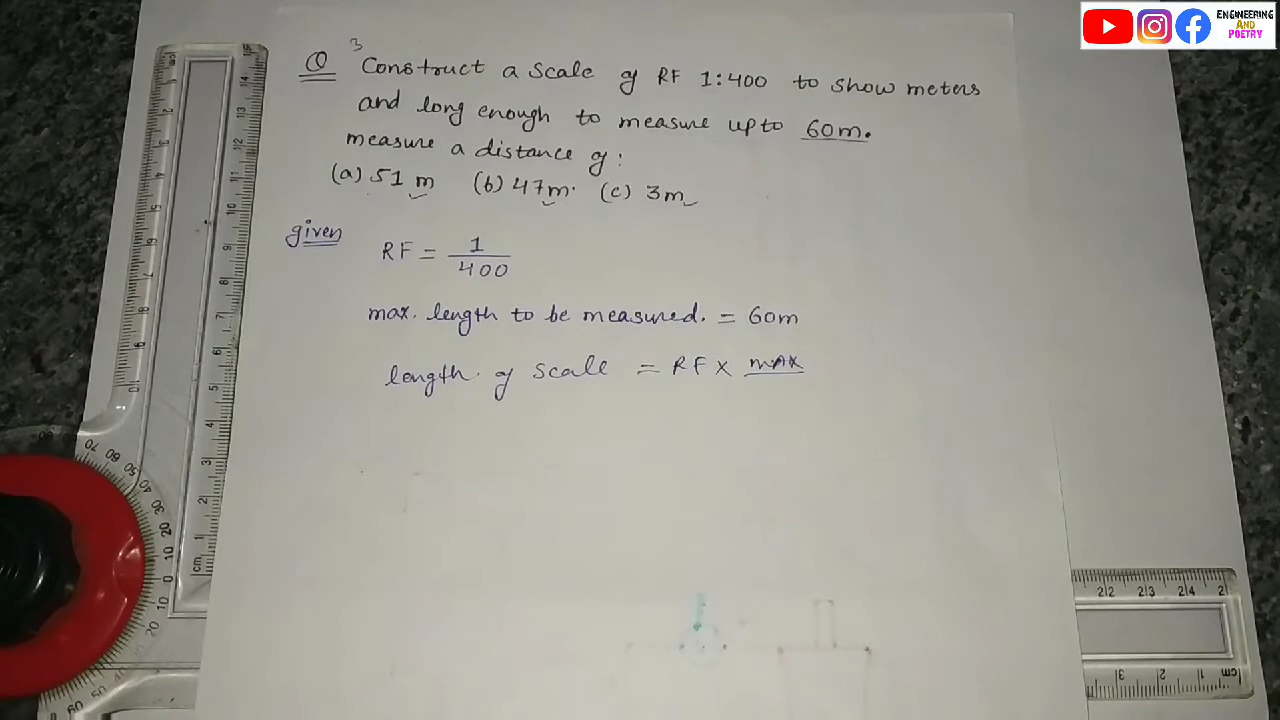 ENGINEERING
AND
POETRY
Q 3 Construct a scale of RF 1:400 to show meters
and long enough to measure upto 60m.
measure a distance of :
(a) 51 m (b) 47m. (c) 3m
given
RF = 1/400
max. length to be measured. = 60m
length of scale = RF x max